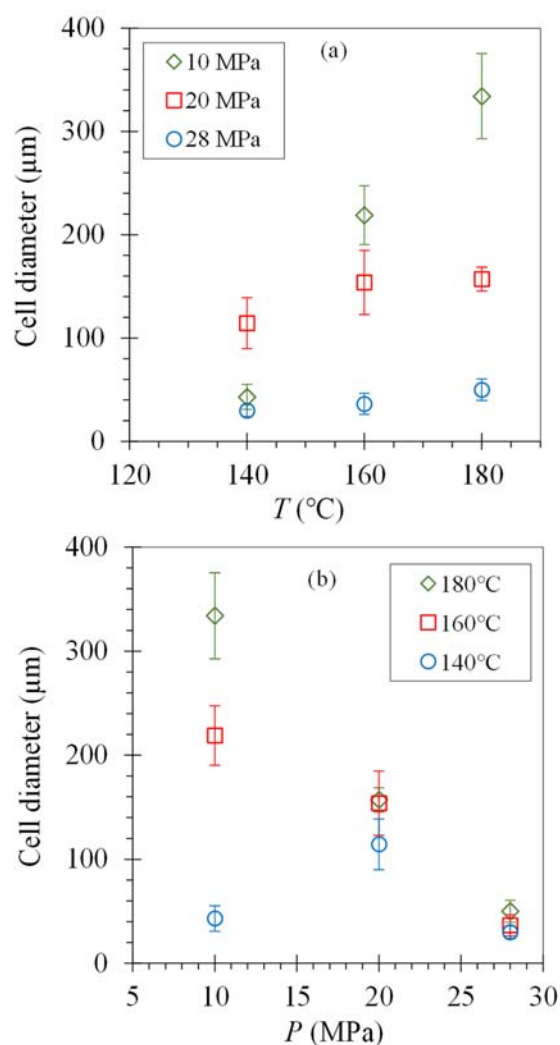 (a)
10 MPa
20 MPa
28 MPa
400
300
200
100
0
Cell diameter (μm)
120 140 160 180
T (°C)
(b)
180°C
160°C
140°C
400
300
200
100
0
Cell diameter (μm)
5 10 15 20 25 30
P (MPa)